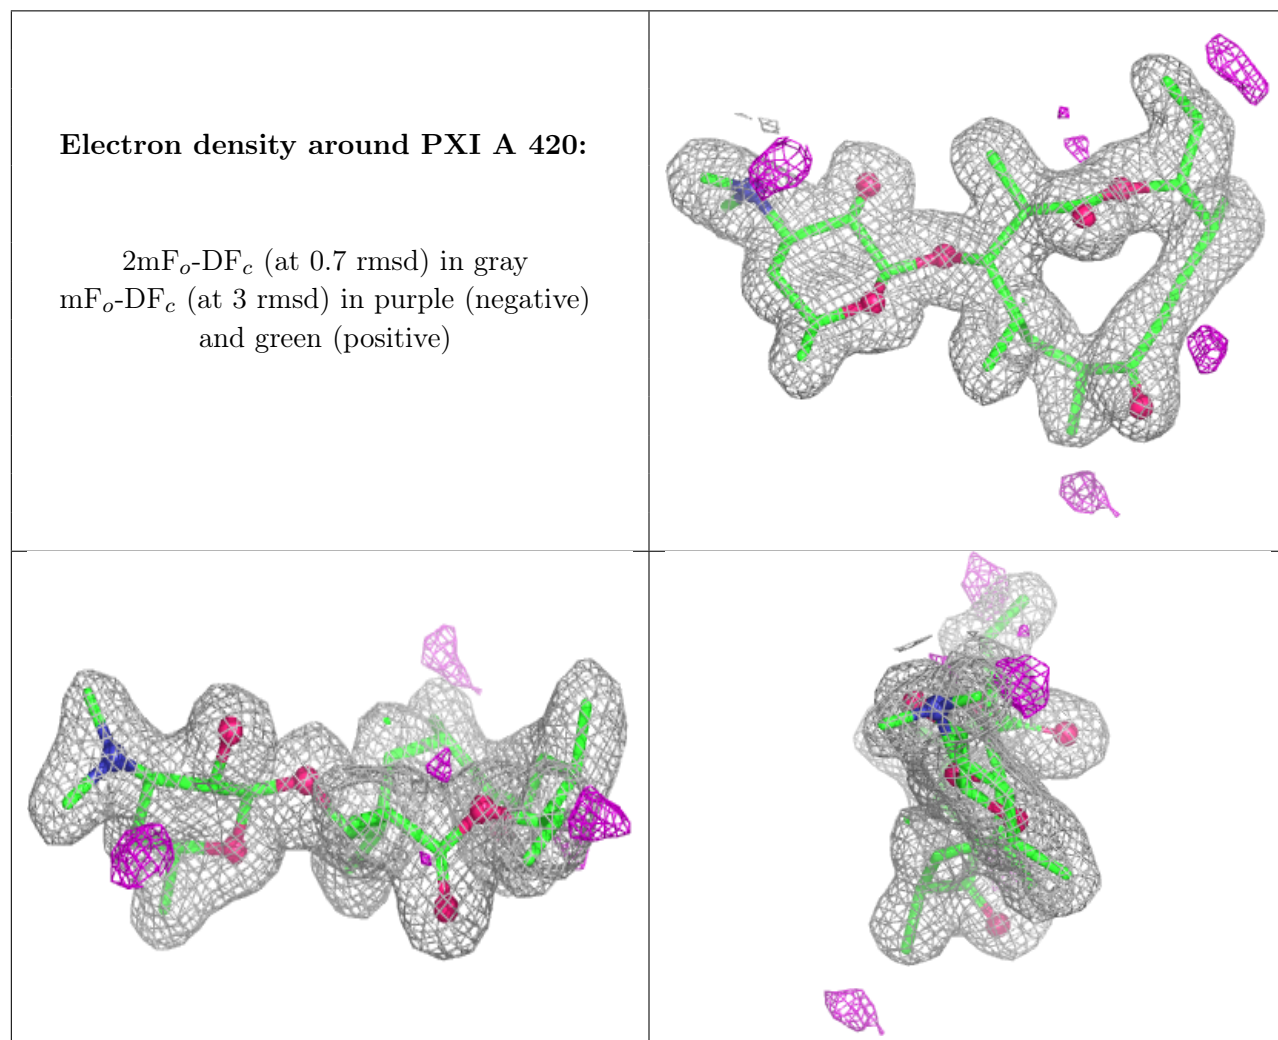 Electron density around PXI A 420:
2mFo-DFc (at 0.7 rmsd) in gray
mFo-DFc (at 3 rmsd) in purple (negative)
and green (positive)